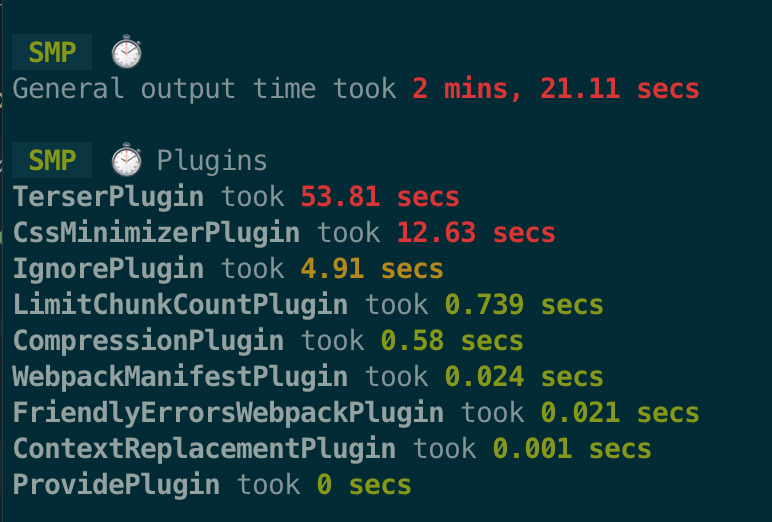 SMP ⏱
General output time took 2 mins, 21.11 secs
SMP ⏱ Plugins
TerserPlugin took 53.81 secs
CssMinimizerPlugin took 12.63 secs
IgnorePlugin took 4.91 secs
LimitChunkCountPlugin took 0.739 secs
CompressionPlugin took 0.58 secs
WebpackManifestPlugin took 0.024 secs
FriendlyErrorsWebpackPlugin took 0.021 secs
ContextReplacementPlugin took 0.001 secs
ProvidePlugin took 0 secs